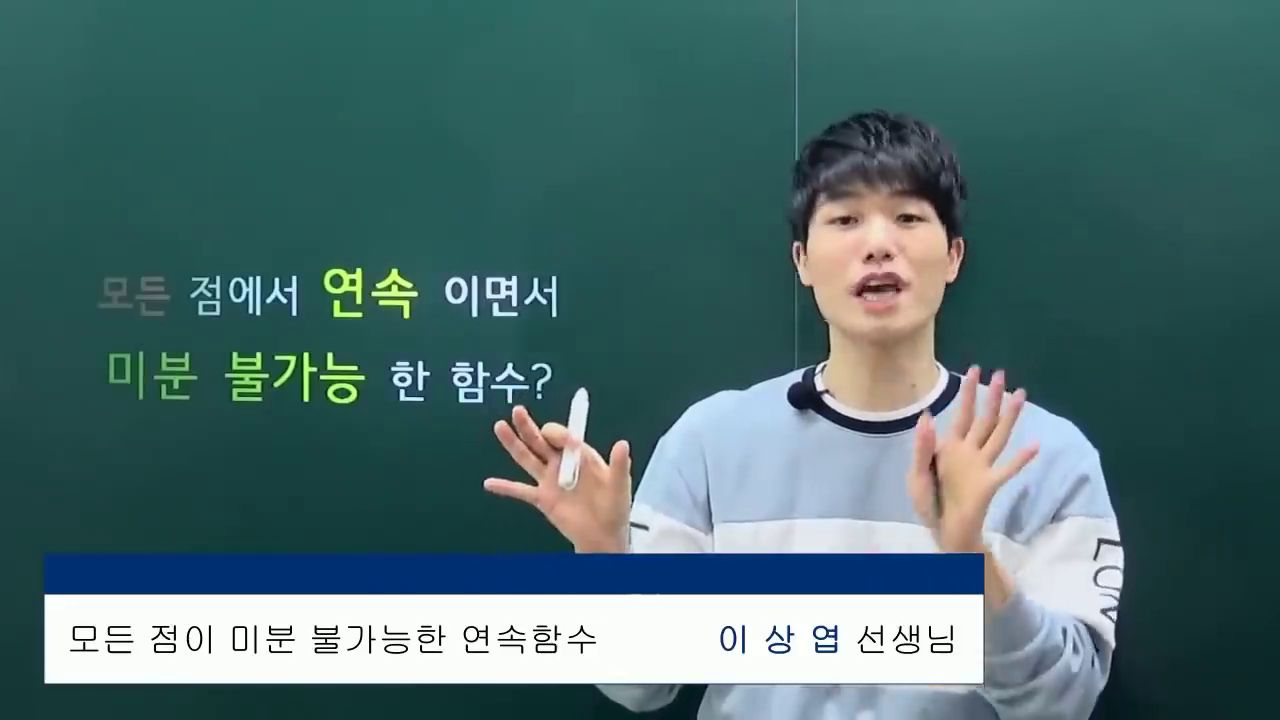 모든 점에서 연속 이면서
미분 불가능 한 함수?
모든 점이 미분 불가능한 연속함수
이 상 엽 선생님
LON